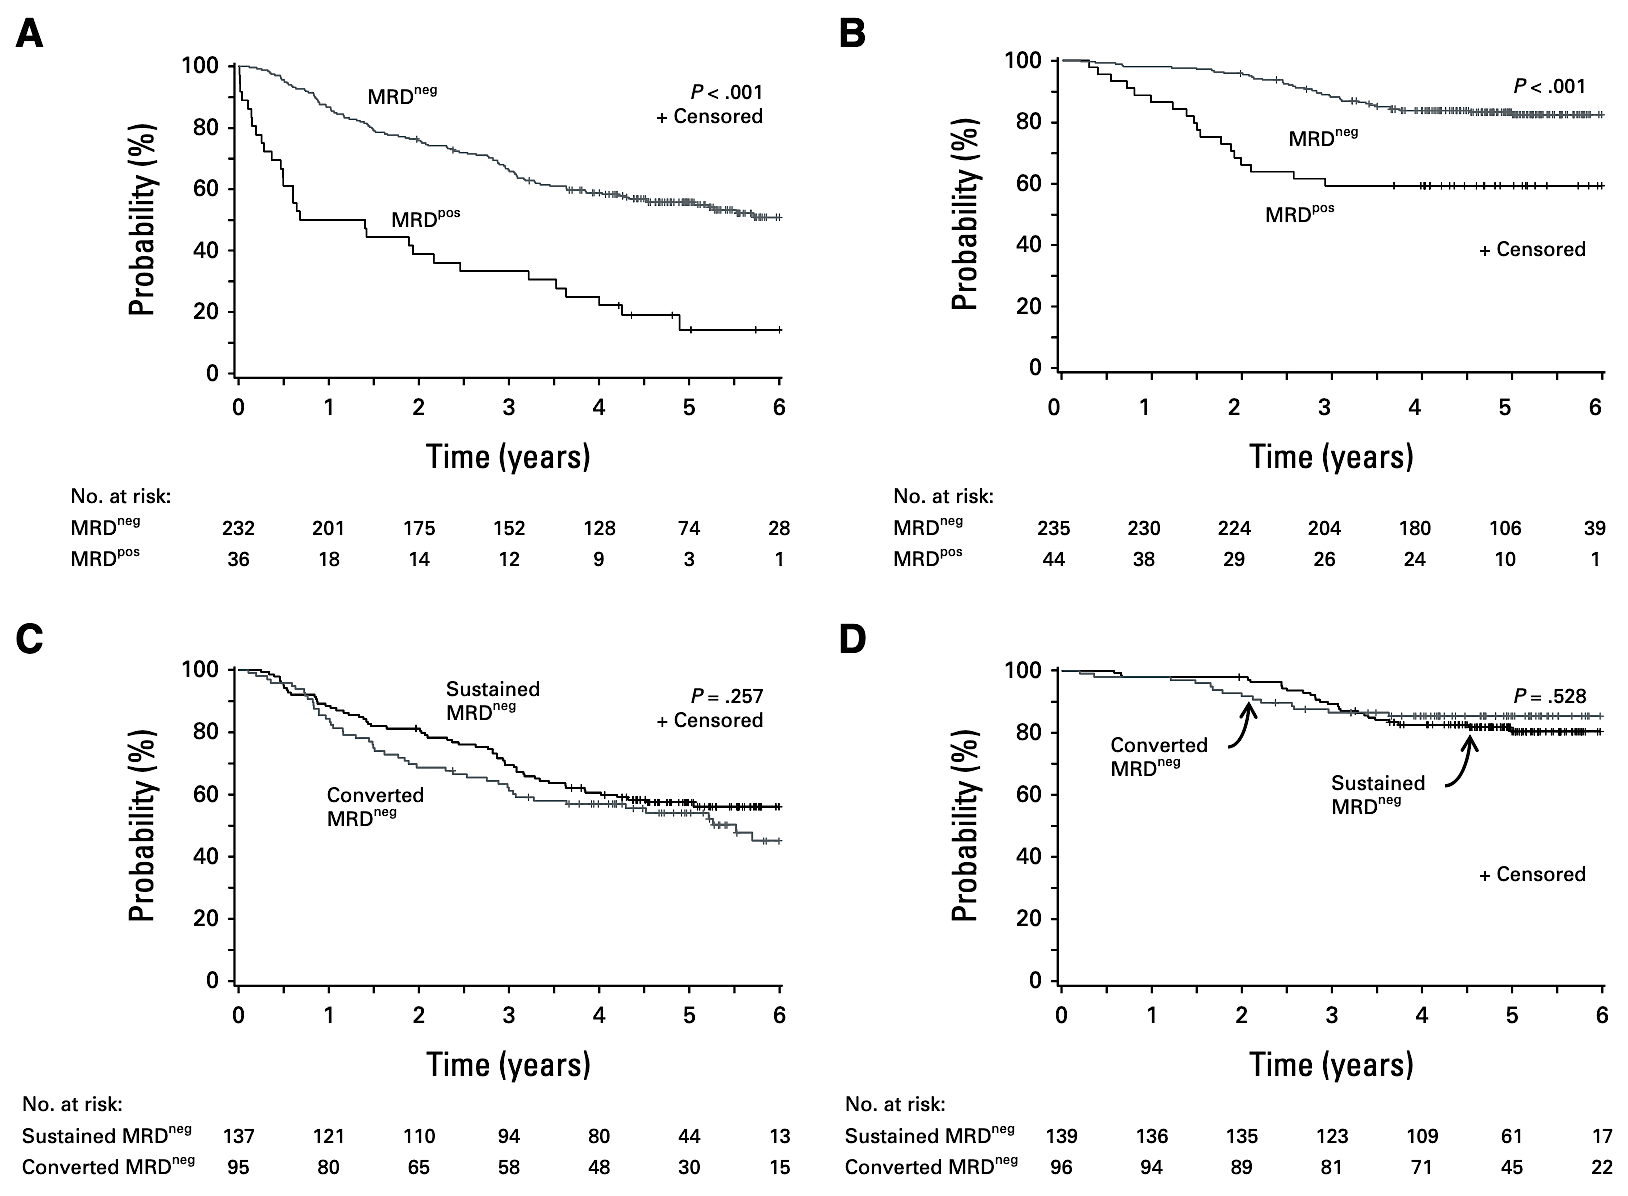 A
Probability (%)
100
80
60
40
20
0
MRDneg
MRDpos
P < .001
+ Censored
0 1 2 3 4 5 6
Time (years)
No. at risk:
MRDneg 232 201 175 152 128 74 28
MRDpos 36 18 14 12 9 3 1
B
Probability (%)
100
80
60
40
20
0
P < .001
MRDneg
MRDpos
+ Censored
0 1 2 3 4 5 6
Time (years)
No. at risk:
MRDneg 235 230 224 204 180 106 39
MRDpos 44 38 29 26 24 10 1
C
Probability (%)
100
80
60
40
20
0
Sustained
MRDneg
P = .257
+ Censored
Converted
MRDneg
0 1 2 3 4 5 6
Time (years)
No. at risk:
Sustained MRDneg 137 121 110 94 80 44 13
Converted MRDneg 95 80 65 58 48 30 15
D
Probability (%)
100
80
60
40
20
0
P = .528
Converted
MRDneg
Sustained
MRDneg
+ Censored
0 1 2 3 4 5 6
Time (years)
No. at risk:
Sustained MRDneg 139 136 135 123 109 61 17
Converted MRDneg 96 94 89 81 71 45 22